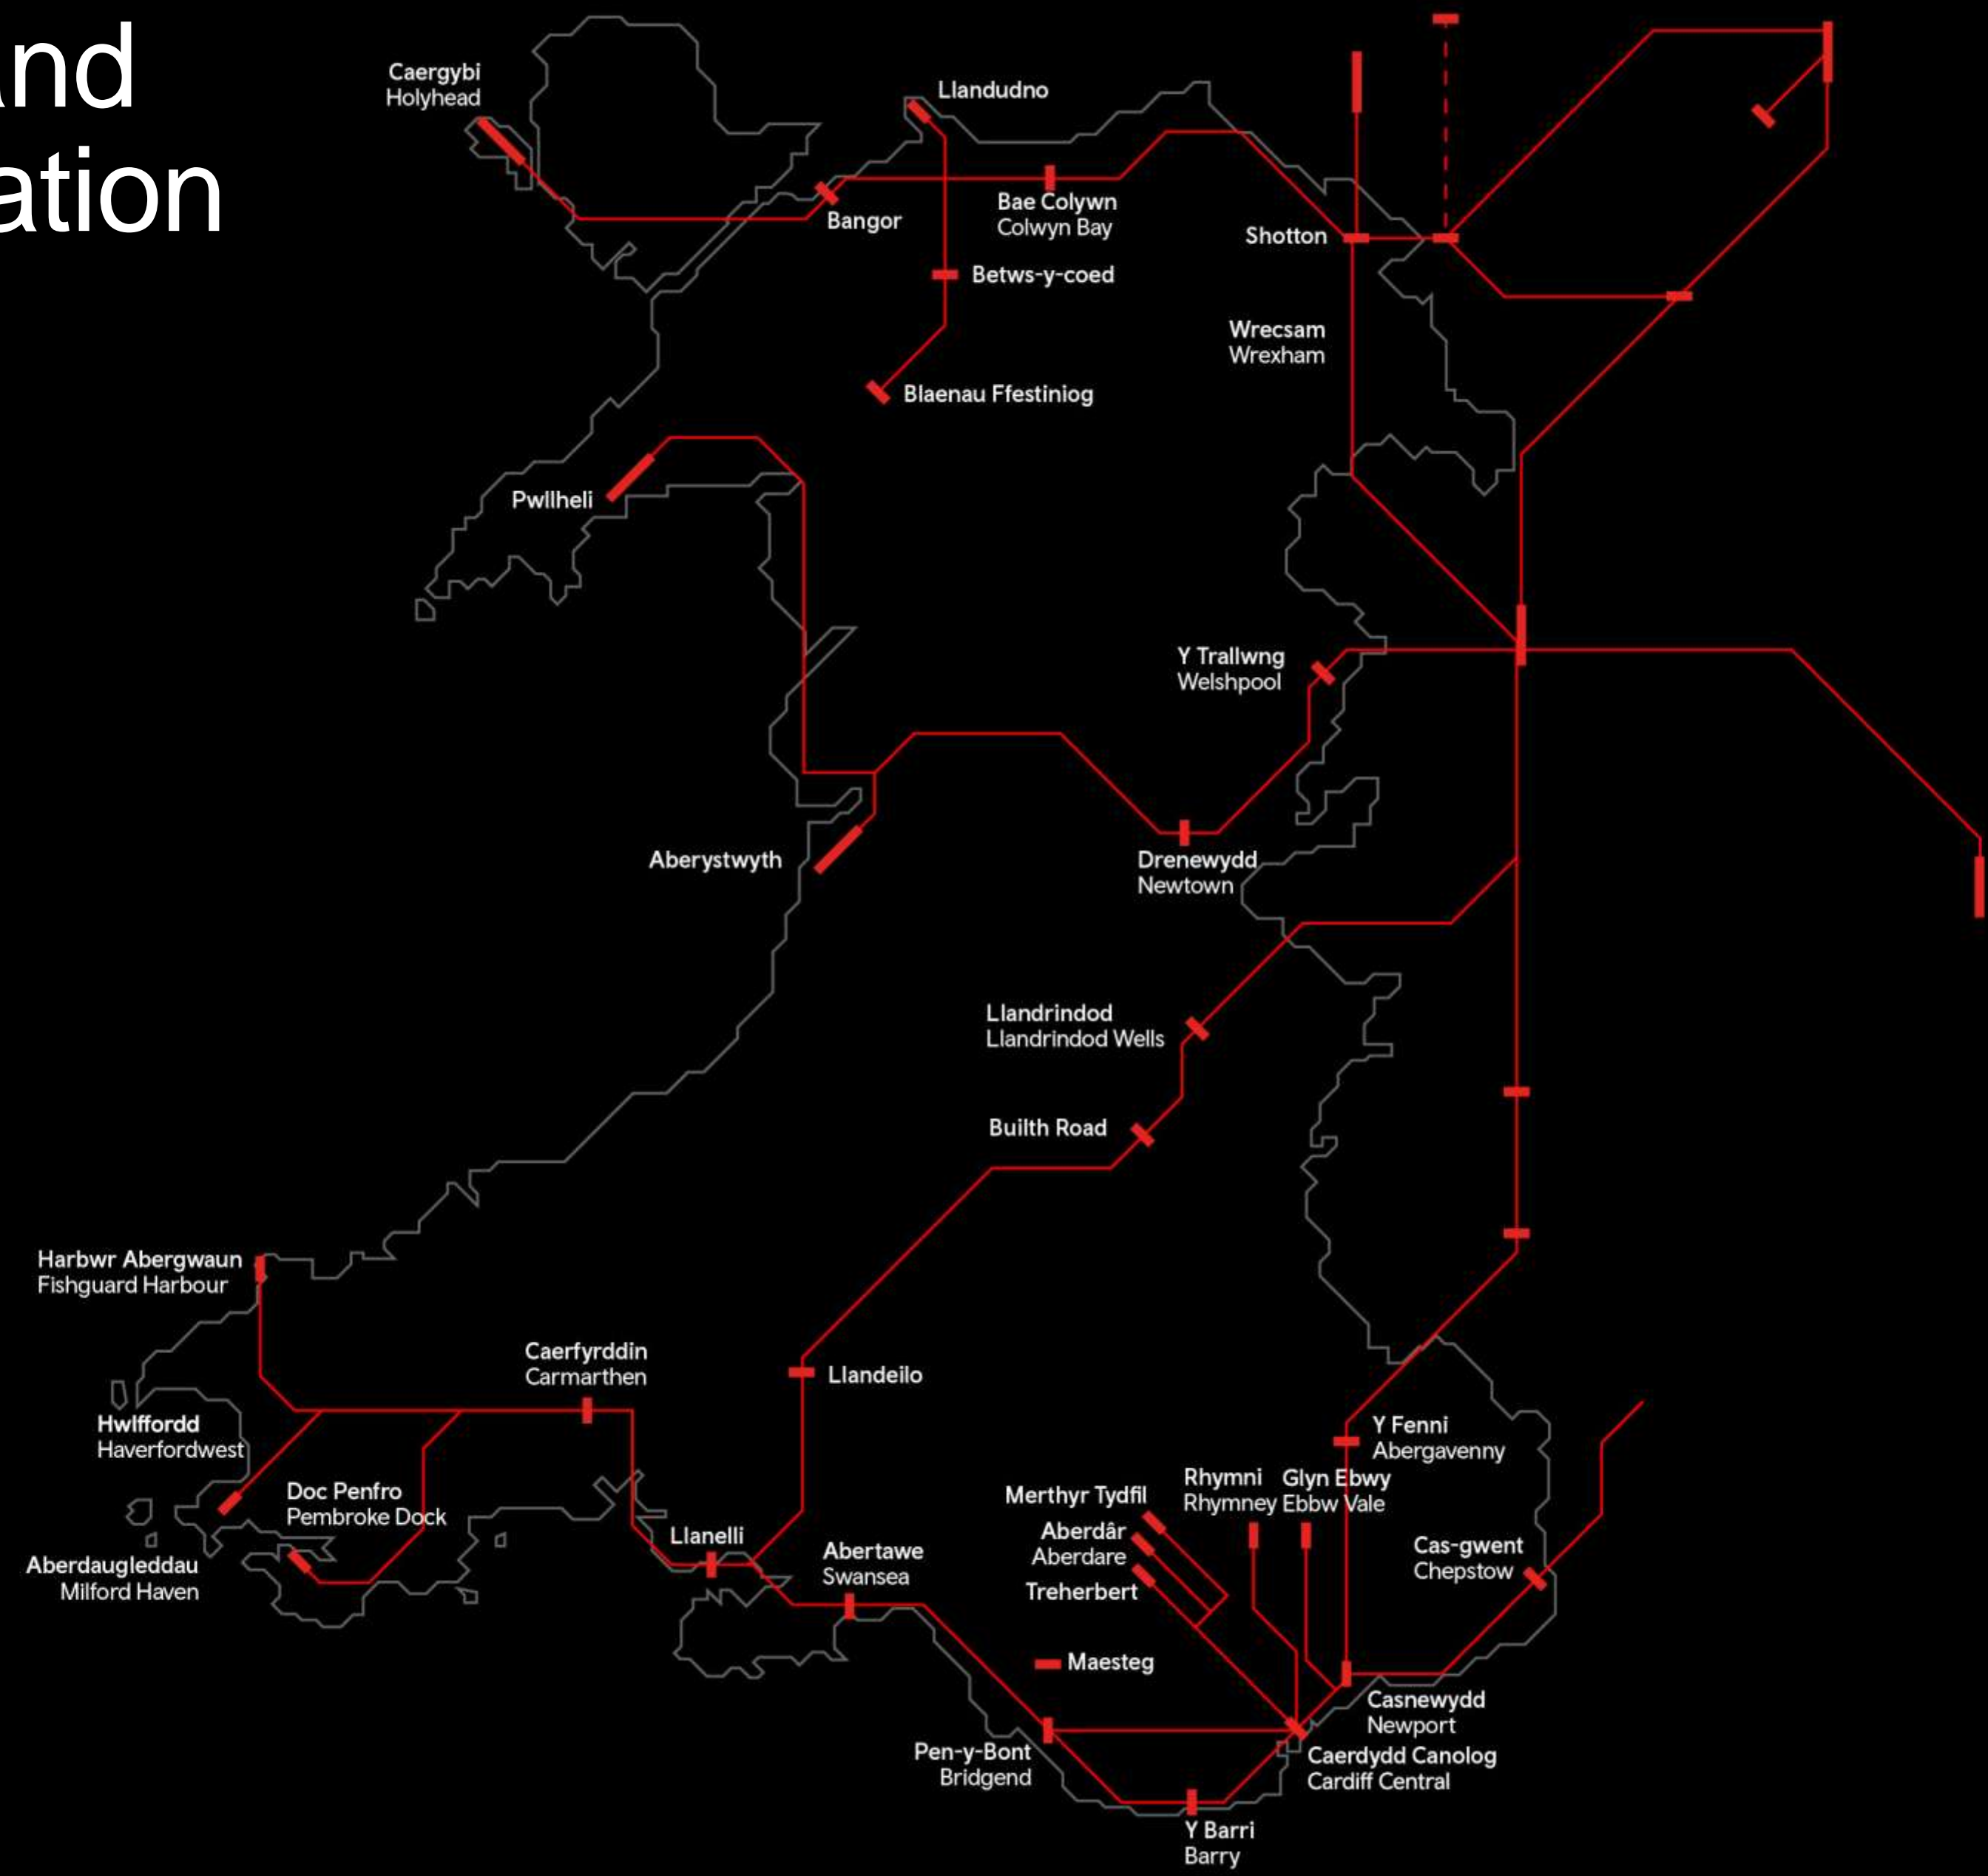 nd
ation
Caergybi
Holyhead
Llandudno
Bangor
Bae Colywn
Colwyn Bay
Shotton
Betws-y-coed
Wrecsam
Wrexham
Blaenau Ffestiniog
Pwllheli
Y Trallwng
Welshpool
Aberystwyth
Drenewydd
Newtown
Llandrindod
Llandrindod Wells
Builth Road
Harbwr Abergwaun
Fishguard Harbour
Caerfyrddin
Carmarthen
Llandeilo
Hwlffordd
Haverfordwest
Y Fenni
Abergavenny
Doc Penfro
Pembroke Dock
Merthyr Tydfil
Rhymni
Rhymney
Glyn Ebwy
Ebbw Vale
Aberdâr
Aberdare
Treherbert
Llanelli
Abertawe
Swansea
Cas-gwent
Chepstow
Aberdaugleddau
Milford Haven
Maesteg
Casnewydd
Newport
Pen-y-Bont
Bridgend
Caerdydd Canolog
Cardiff Central
Y Barri
Barry